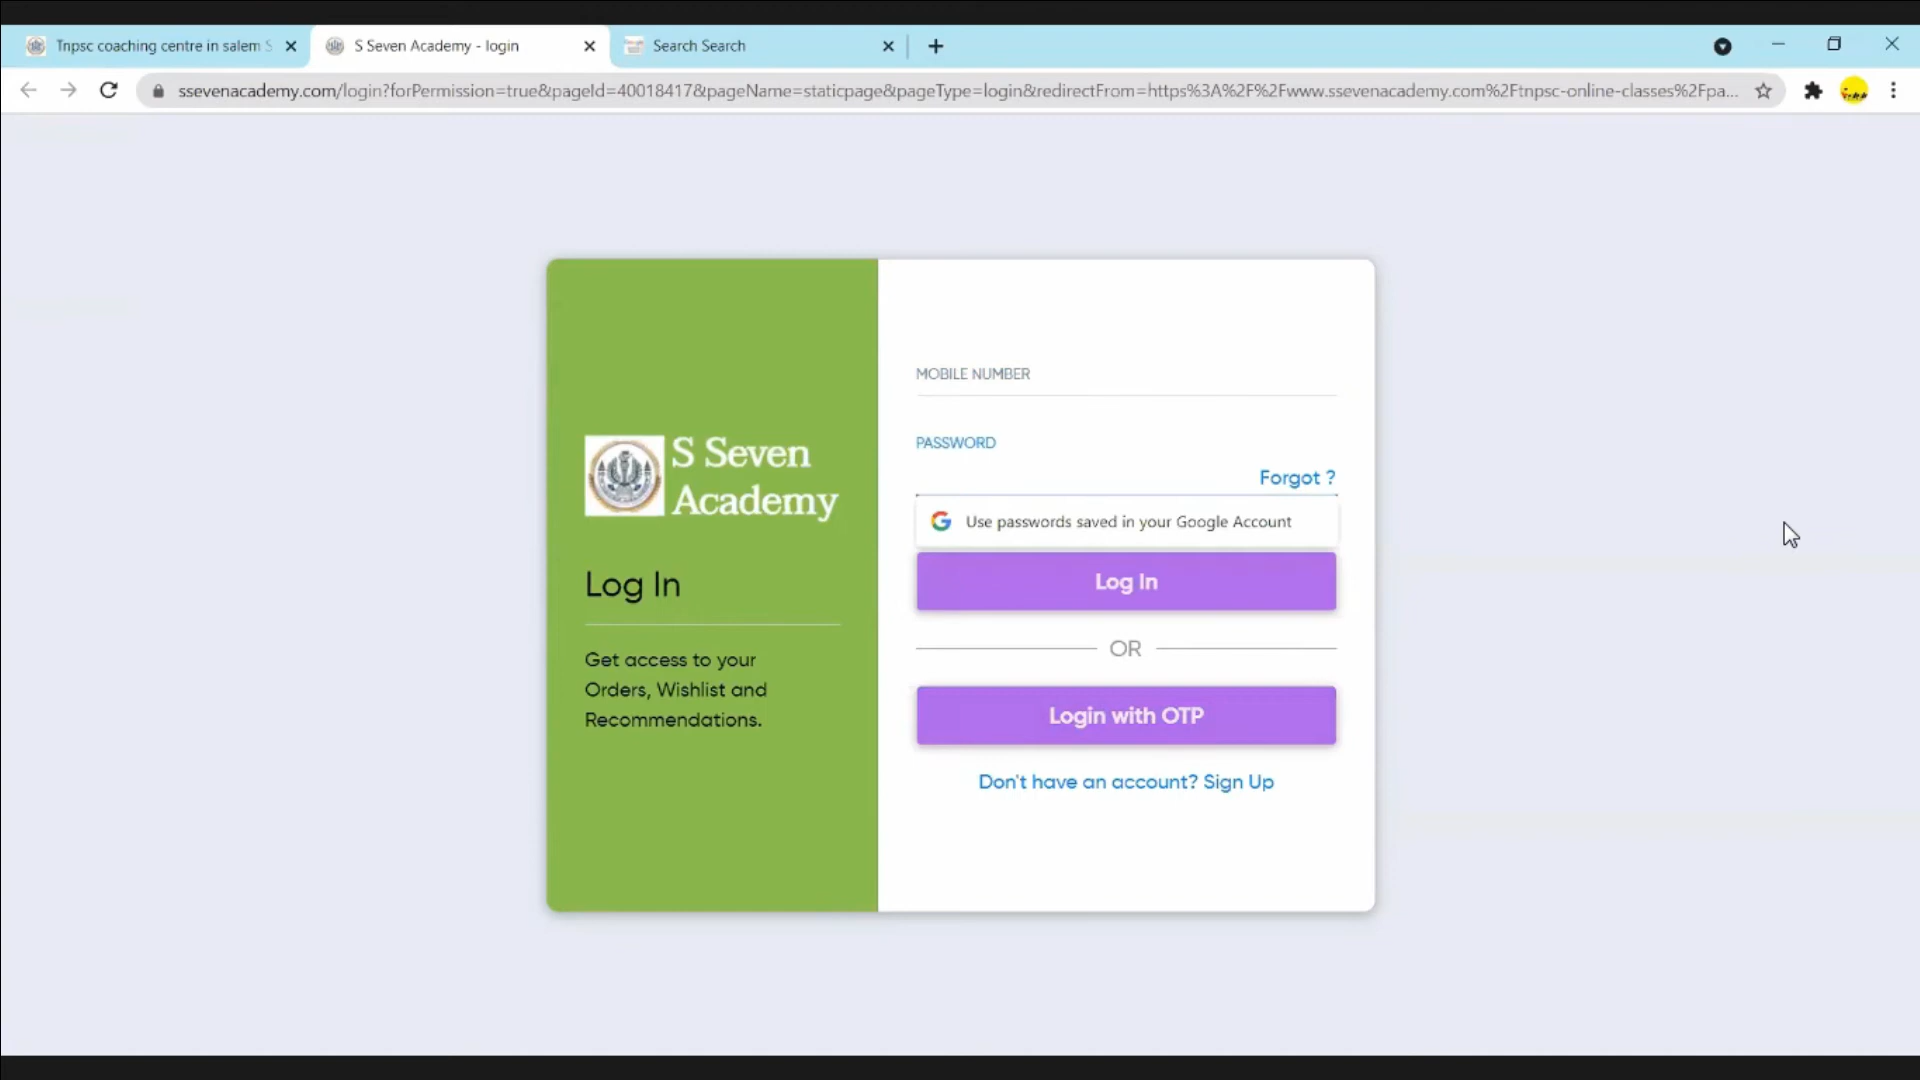 Tnpsc coaching centre in salem S
S Seven Academy - login
Search Search
ssevenacademy.com/login?forPermission=true&pageId=40018417&pageName=staticpage&pageType=login&redirectFrom=https%3A%2F%2Fwww.ssevenacademy.com%2Ftnpsc-online-classes%2Fpa...
S Seven
Academy
Log In
Get access to your
Orders, Wishlist and
Recommendations.
MOBILE NUMBER
PASSWORD
Forgot ?
Use passwords saved in your Google Account
Log In
OR
Login with OTP
Don't have an account? Sign Up